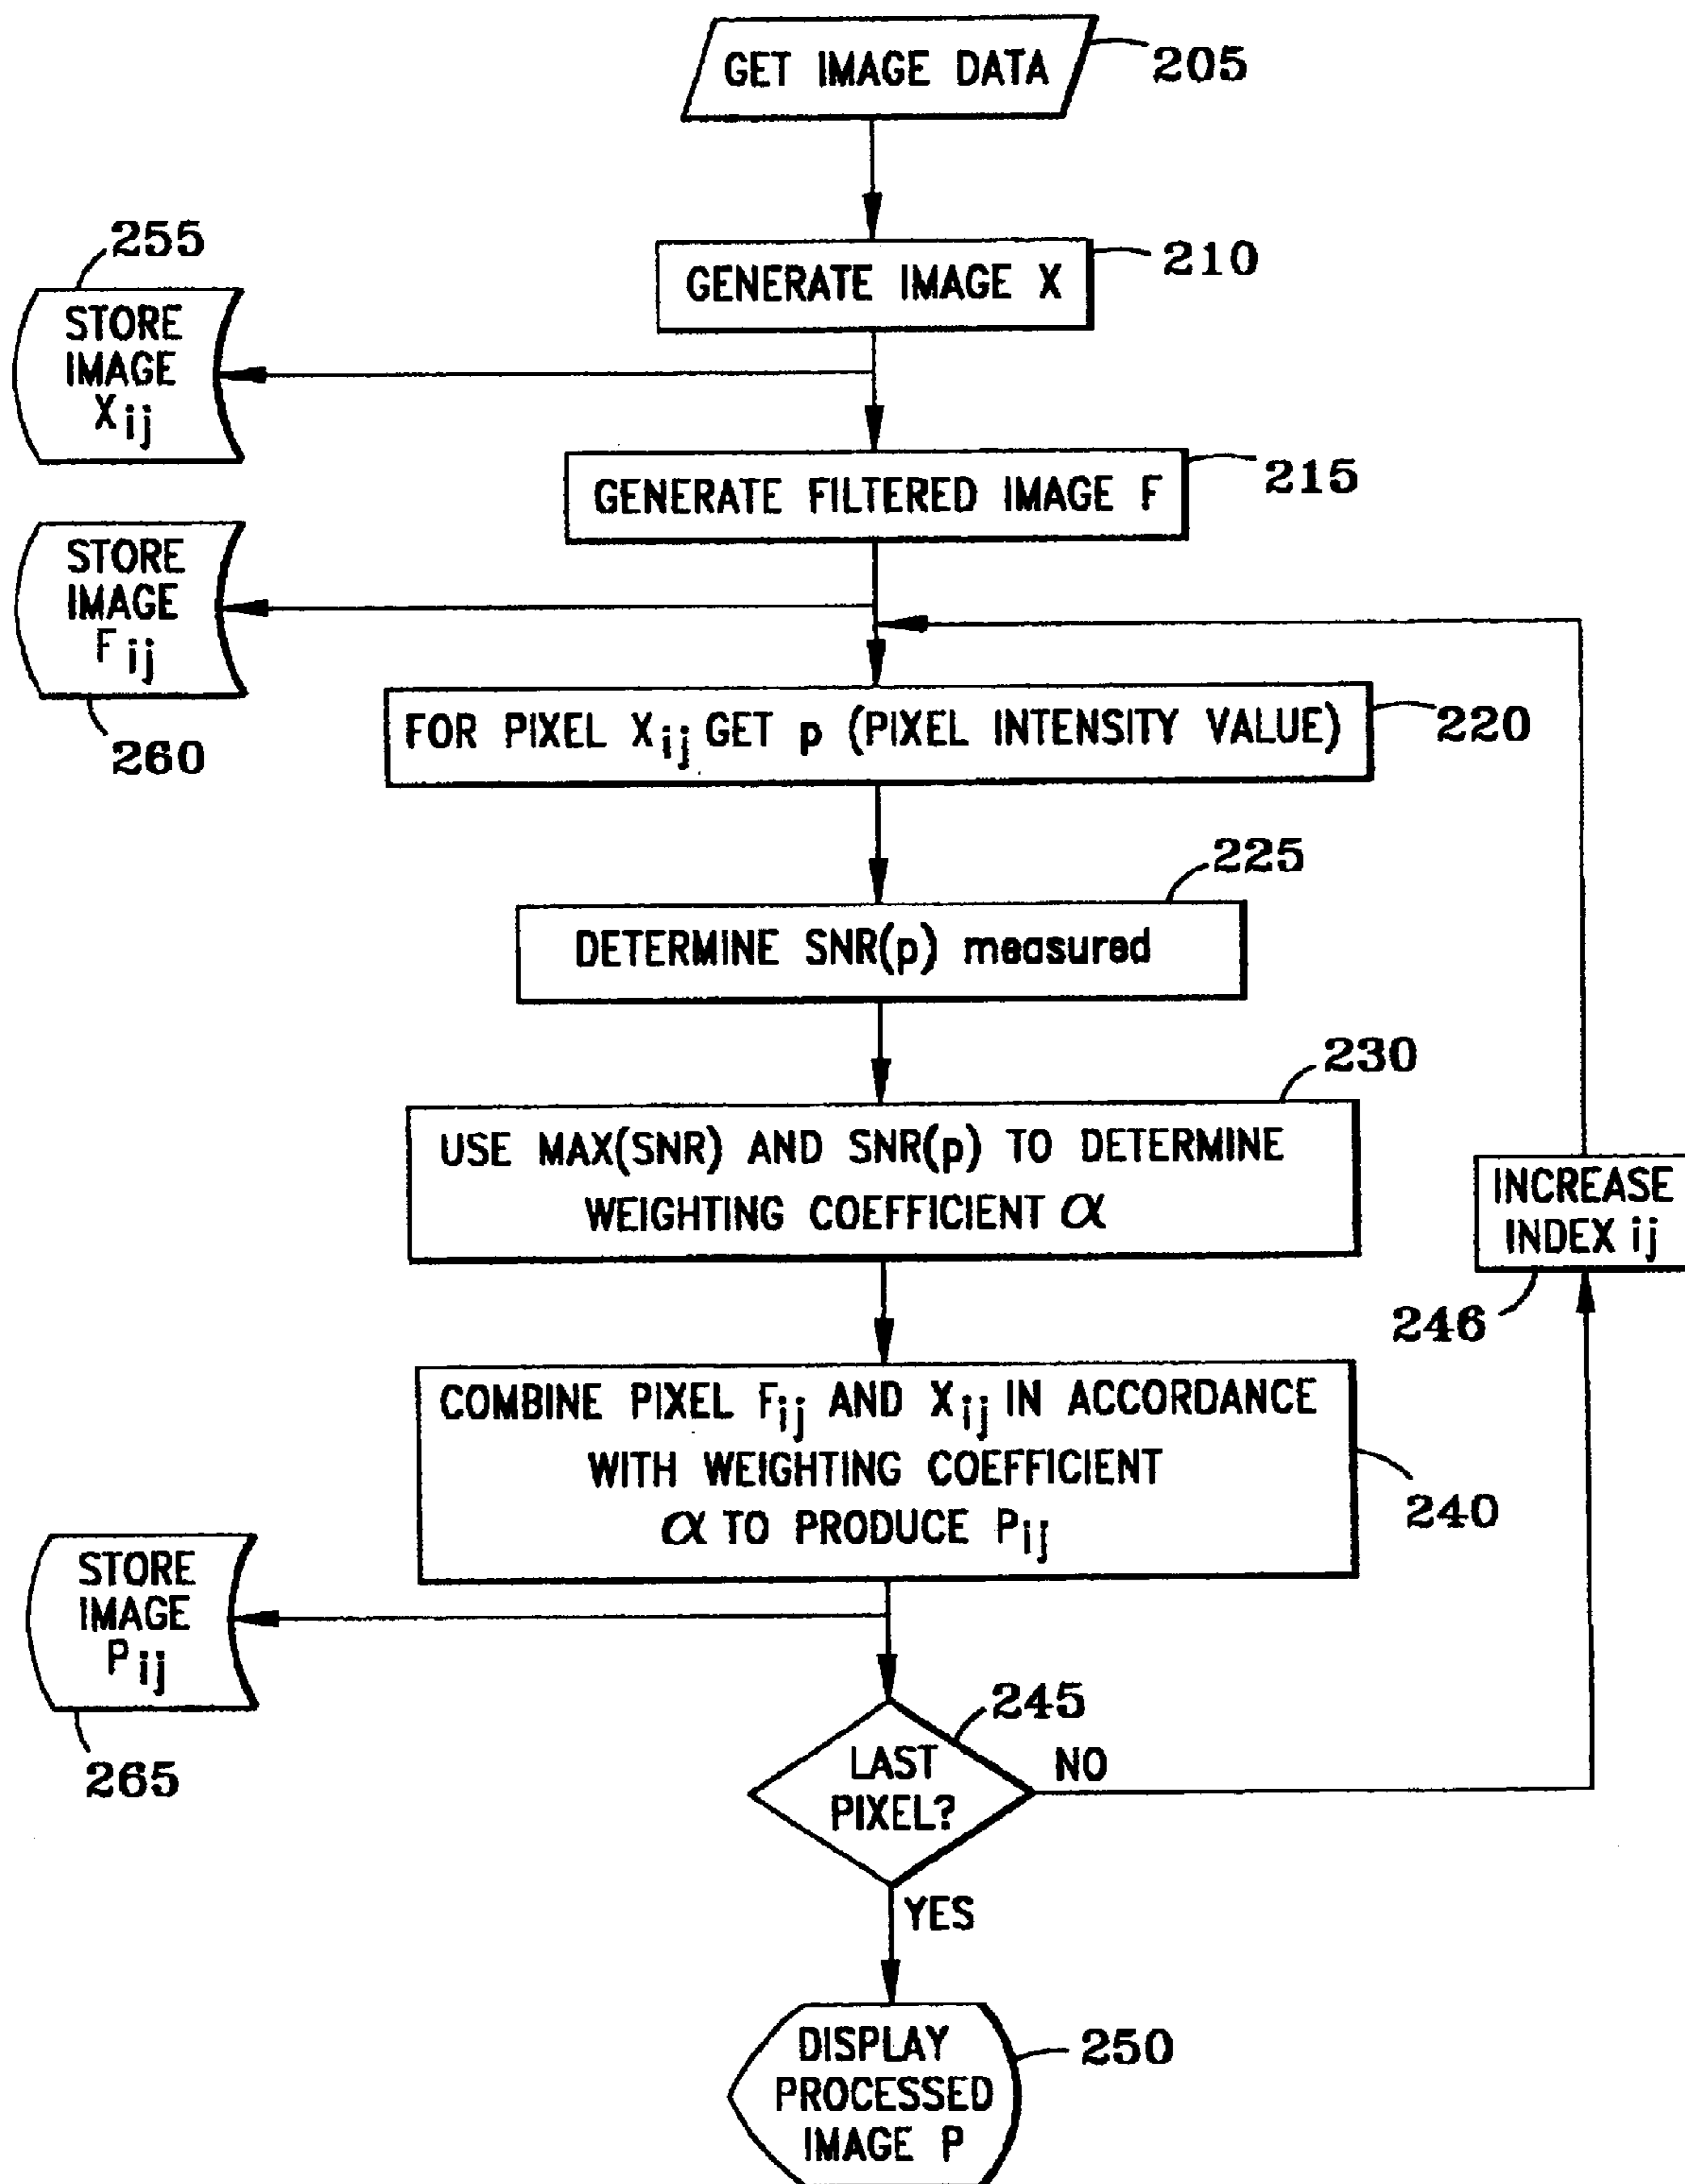 GET IMAGE DATA
205
GENERATE IMAGE X
210
255
STORE
IMAGE
Xij
GENERATE FILTERED IMAGE F
215
STORE
IMAGE
Fij
260
FOR PIXEL Xij GET p (PIXEL INTENSITY VALUE)
220
225
DETERMINE SNR(p) measured
230
USE MAX(SNR) AND SNR(p) TO DETERMINE
WEIGHTING COEFFICIENT α
INCREASE
INDEX ij
246
COMBINE PIXEL Fij AND Xij IN ACCORDANCE
WITH WEIGHTING COEFFICIENT
α TO PRODUCE Pij
240
STORE
IMAGE
Pij
265
245
LAST
PIXEL?
NO
YES
DISPLAY
PROCESSED
IMAGE P
250